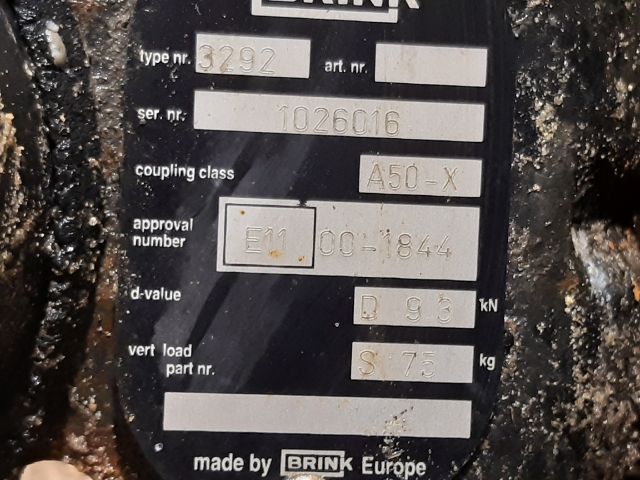 BRINK
type nr. 3292 art. nr.
ser. nr. 1026016
coupling class A50-X
approval number E11 00-1844
d-value D 93 kN
vert load S 75 kg
part nr.
made by BRINK Europe